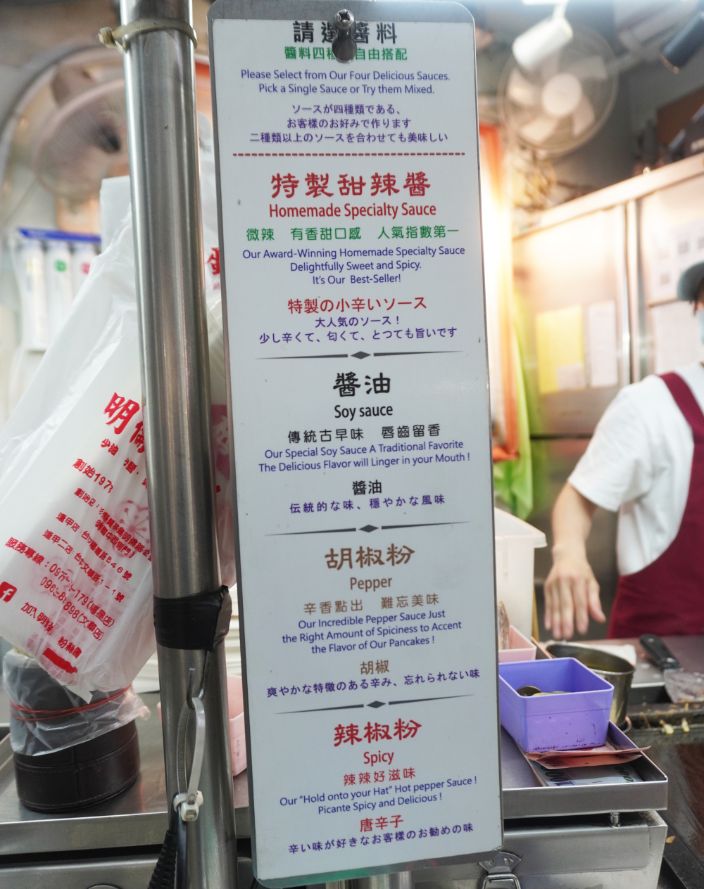 請選醬料
醬料四種 自由搭配
Please Select from Our Four Delicious Sauces.
Pick a Single Sauce or Try them Mixed.
ソースが四種類である、
お客様のお好みで作ります
二種類以上のソースを合わせても美味しい
特製甜辣醬
Homemade Specialty Sauce
微辣 有香甜口感 人氣指數第一
Our Award-Winning Homemade Specialty Sauce
Delightfully Sweet and Spicy.
It's Our Best-Seller!
特製の小辛いソース
大人気のソース！
少し辛くて、匂くて、とつても旨いです
醬油
Soy sauce
傳統古早味 唇齒留香
Our Special Soy Sauce A Traditional Favorite
The Delicious Flavor will Linger in your Mouth !
醬油
伝統的な味、穏やかな風味
胡椒粉
Pepper
辛香點出 難忘美味
Our Incredible Pepper Sauce Just
the Right Amount of Spiciness to Accent
the Flavor of Our Pancakes !
胡椒
爽やかな特徴のある辛み、忘れられない味
辣椒粉
Spicy
辣辣好滋味
Our "Hold onto your Hat" Hot pepper Sauce !
Picante Spicy and Delicious !
唐辛子
辛い味が好きなお客様のお勧めの味
明
創始197
服務專線：097